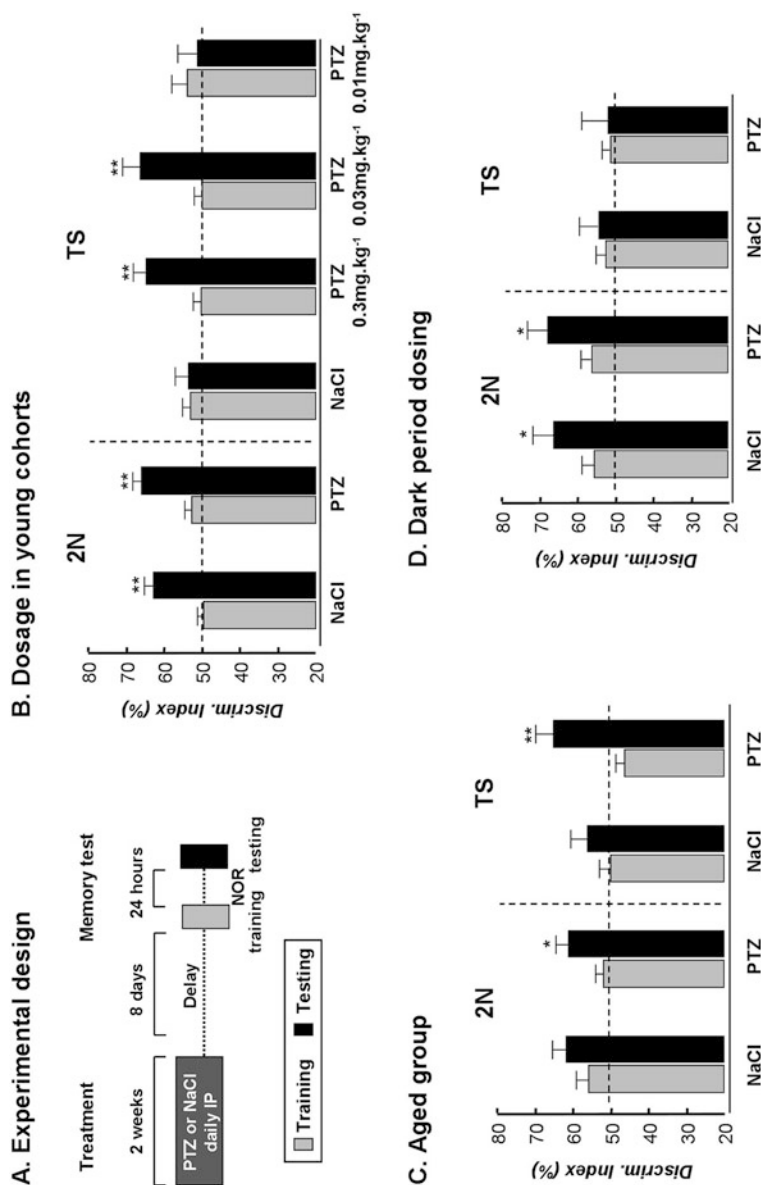 A. Experimental design
Treatment
Memory test
2 weeks
8 days
24 hours
PTZ or NaCl
daily IP
Delay
NOR
training testing
Training
Testing
B. Dosage in young cohorts
2N
TS
Discrim. Index (%)
80
70
60
50
40
30
20
**
**
**
**
NaCl
PTZ
NaCl
PTZ
PTZ
PTZ
0.3mg.kg⁻¹
0.03mg.kg⁻¹
0.01mg.kg⁻¹
C. Aged group
2N
TS
Discrim. Index (%)
80
70
60
50
40
30
20
*
**
NaCl
PTZ
NaCl
PTZ
D. Dark period dosing
2N
TS
Discrim. Index (%)
80
70
60
50
40
30
20
*
*
NaCl
PTZ
NaCl
PTZ